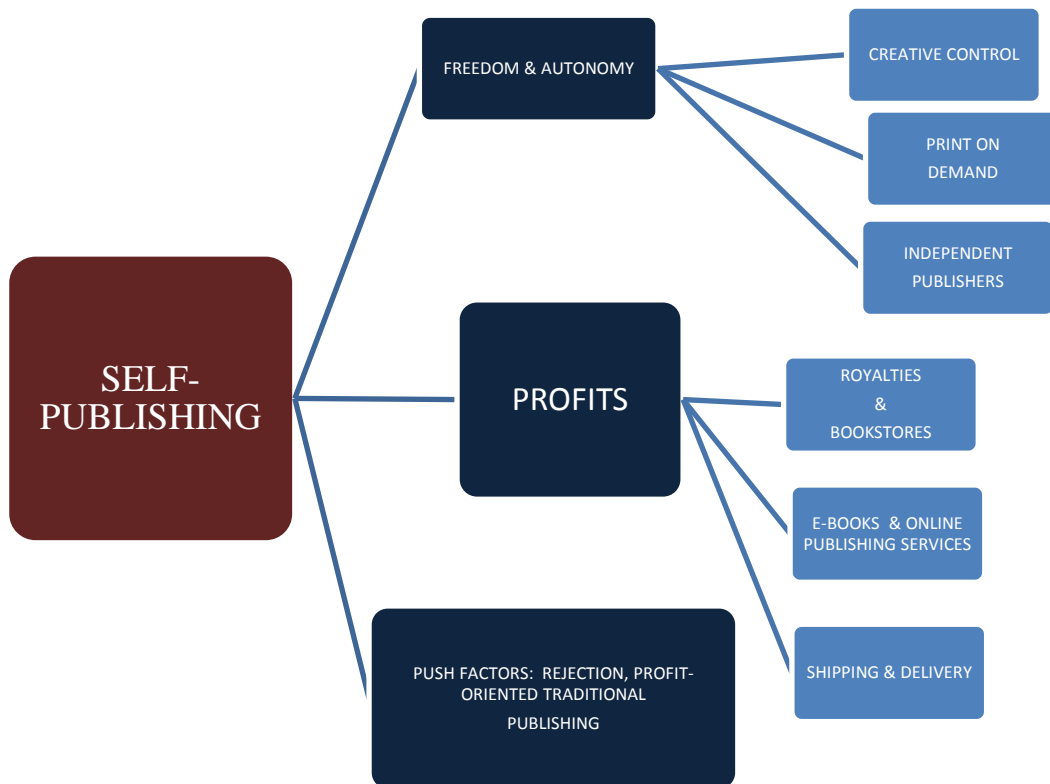 SELF-
PUBLISHING
FREEDOM & AUTONOMY
CREATIVE CONTROL
PRINT ON
DEMAND
INDEPENDENT
PUBLISHERS
PROFITS
ROYALTIES
&
BOOKSTORES
E-BOOKS & ONLINE
PUBLISHING SERVICES
SHIPPING & DELIVERY
PUSH FACTORS: REJECTION, PROFIT-
ORIENTED TRADITIONAL
PUBLISHING